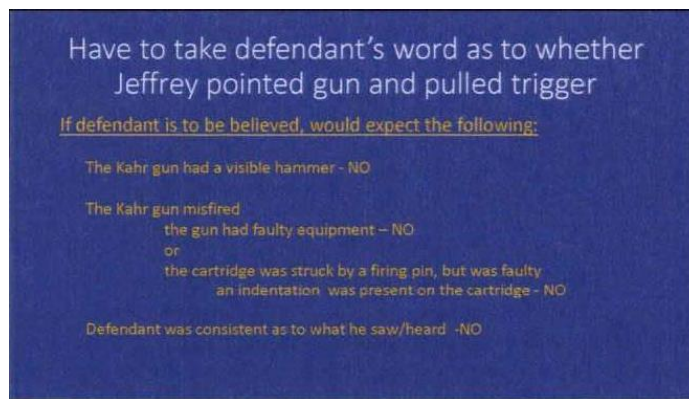 Have to take defendant's word as to whether
Jeffrey pointed gun and pulled trigger
If defendant is to be believed, would expect the following:
The Kahr gun had a visible hammer - NO
The Kahr gun misfired
the gun had faulty equipment – NO
or
the cartridge was struck by a firing pin, but was faulty
an indentation was present on the cartridge - NO
Defendant was consistent as to what he saw/heard -NO